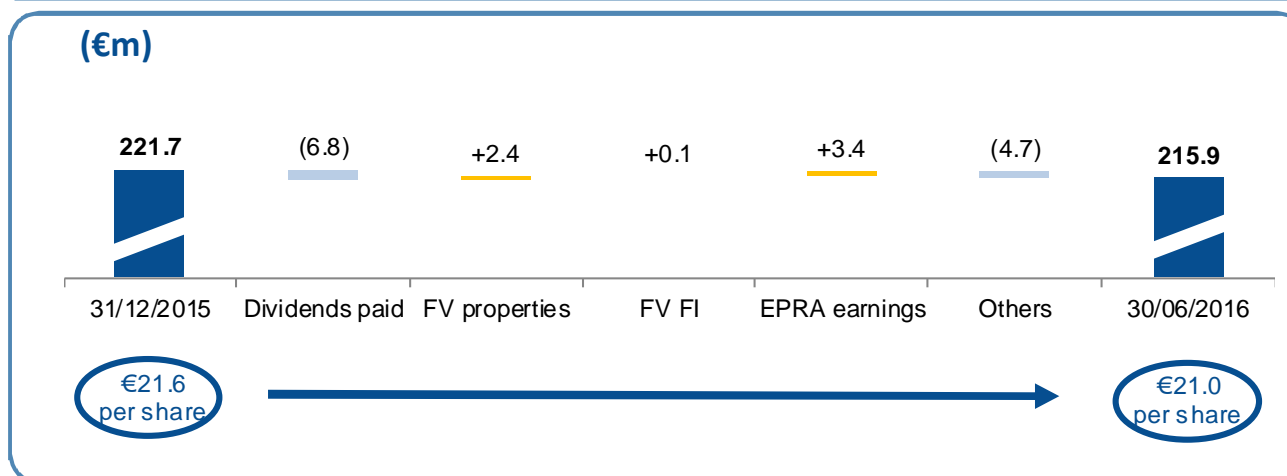 (€m)
221.7 (6.8) +2.4 +0.1 +3.4 (4.7) 215.9
31/12/2015 Dividends paid FV properties FV FI EPRA earnings Others 30/06/2016
€21.6
per share
€21.0
per share